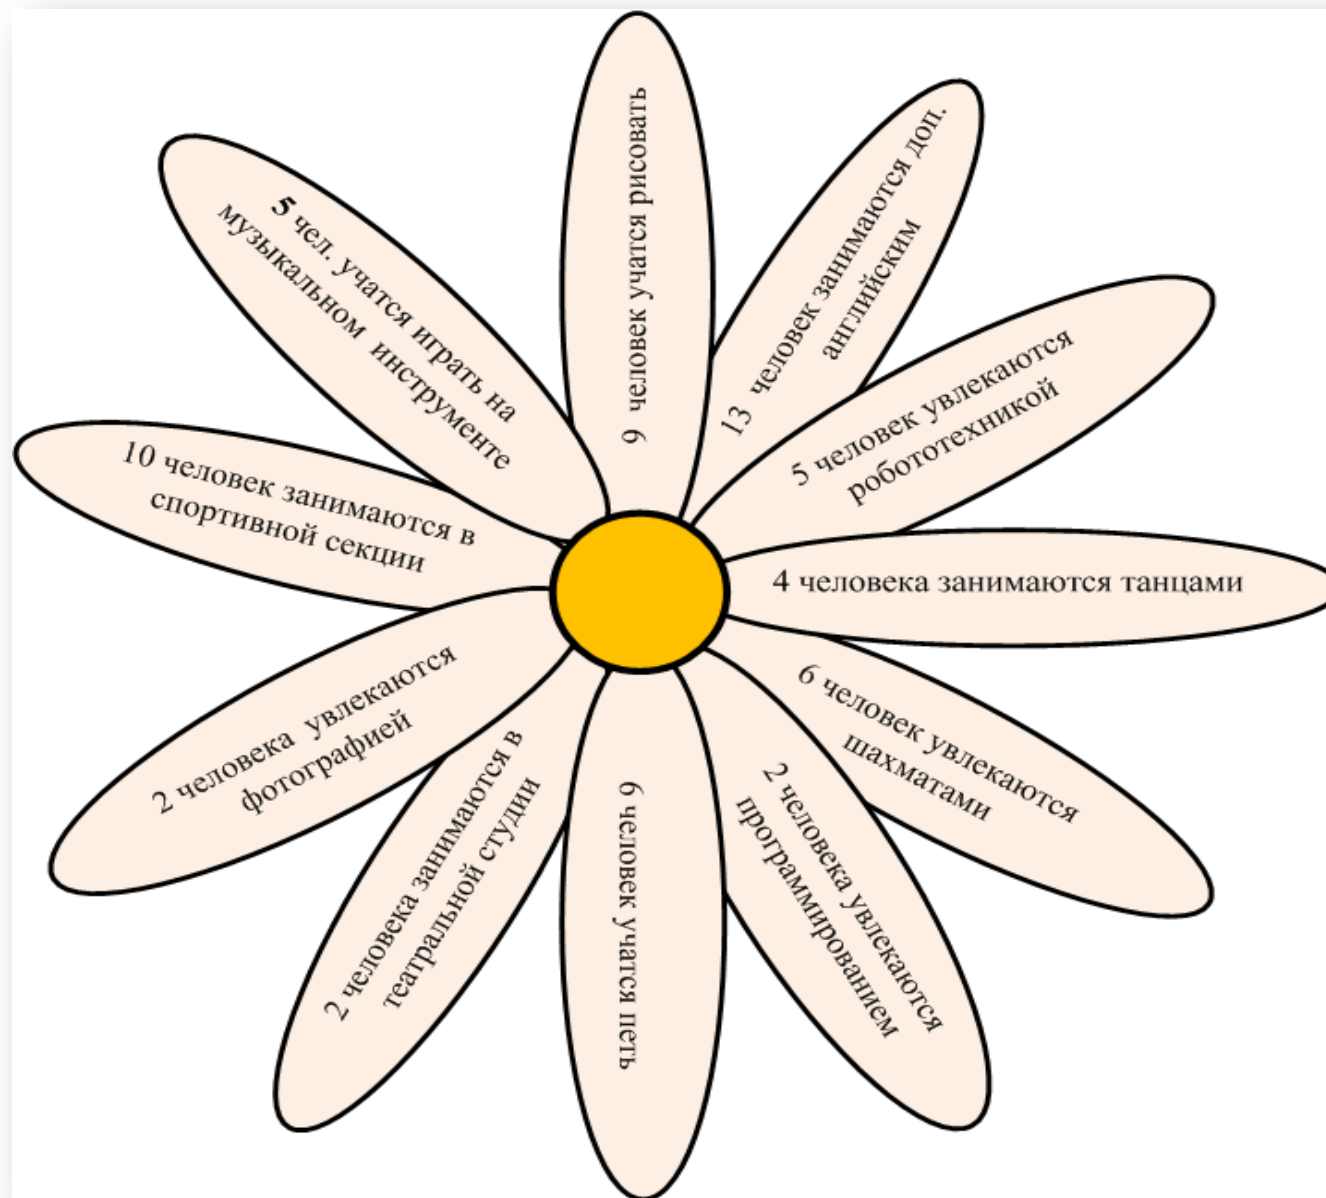 9 человек учатся рисовать
13 человек занимаются доп.
английским
5 человек увлекаются
робототехникой
4 человека занимаются танцами
6 человек увлекаются
шахматами
2 человека увлекаются
программированием
6 человек учатся петь
2 человека занимаются в
театральной студии
2 человека увлекаются
фотографией
10 человек занимаются в
спортивной секции
5 чел. учатся играть на
музыкальном инструменте